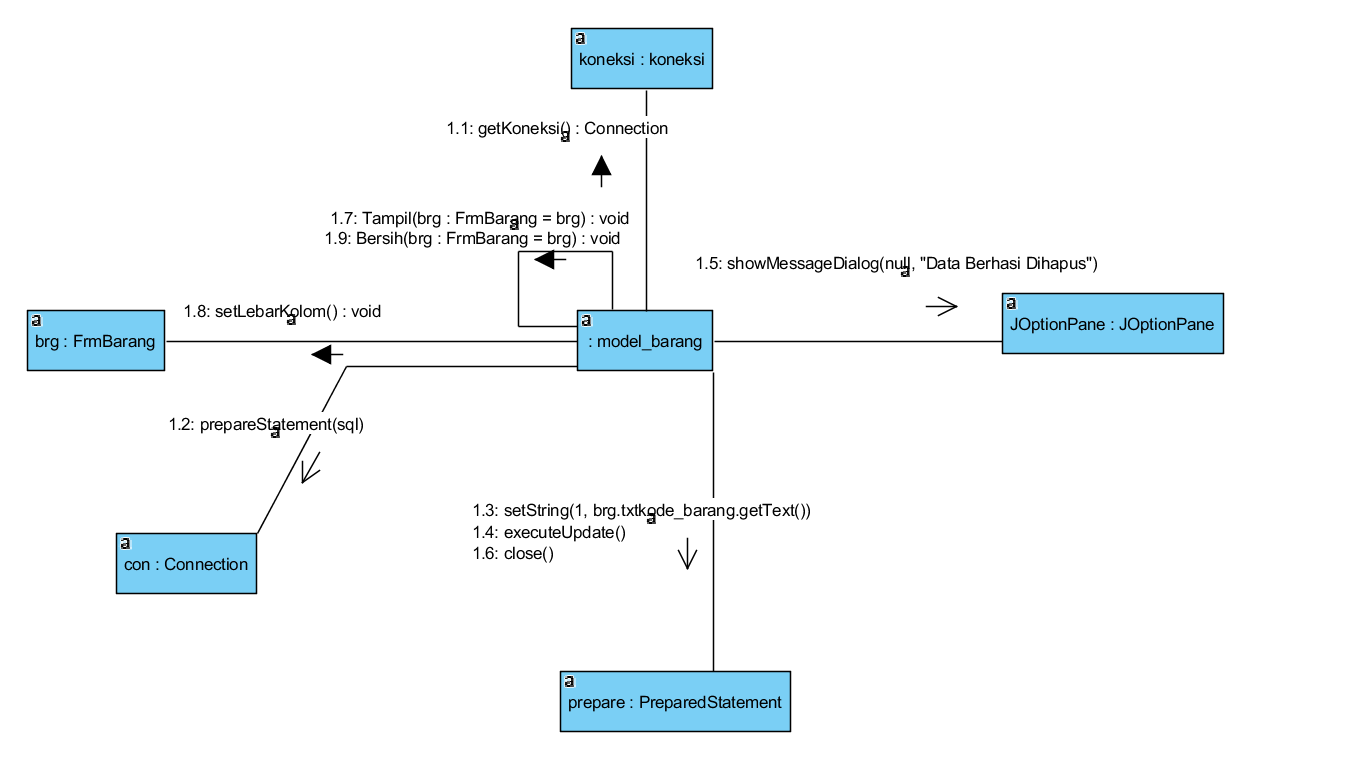 koneksi : koneksi
1.1: getKoneksi() : Connection
1.7: Tampil(brg : FrmBarang = brg) : void
1.9: Bersih(brg : FrmBarang = brg) : void
1.5: showMessageDialog(null, "Data Berhasi Dihapus")
1.8: setLebarKolom() : void
brg : FrmBarang
: model_barang
JOptionPane : JOptionPane
1.2: prepareStatement(sql)
1.3: setString(1, brg.txtkode_barang.getText())
1.4: executeUpdate()
1.6: close()
con : Connection
prepare : PreparedStatement